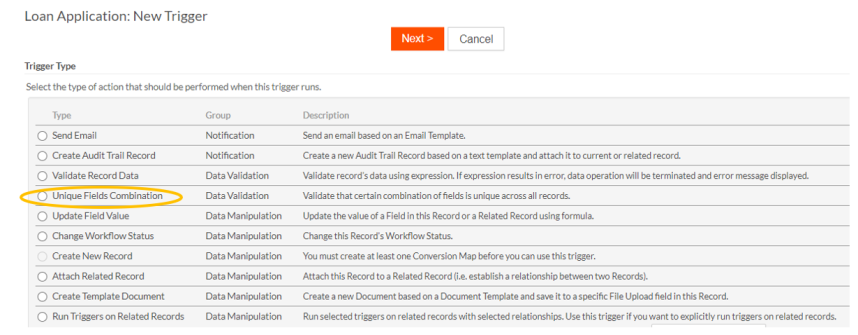 Loan Application: New Trigger
Next > Cancel
Trigger Type
Select the type of action that should be performed when this trigger runs.
Type Group Description
Send Email Notification Send an email based on an Email Template.
Create Audit Trail Record Notification Create a new Audit Trail Record based on a text template and attach it to current or related record.
Validate Record Data Data Validation Validate record's data using expression. If expression results in error, data operation will be terminated and error message displayed.
Unique Fields Combination Data Validation Validate that certain combination of fields is unique across all records.
Update Field Value Data Manipulation Update the value of a Field in this Record or a Related Record using formula.
Change Workflow Status Data Manipulation Change this Record's Workflow Status.
Create New Record Data Manipulation You must create at least one Conversion Map before you can use this trigger.
Attach Related Record Data Manipulation Attach this Record to a Related Record (i.e. establish a relationship between two Records).
Create Template Document Data Manipulation Create a new Document based on a Document Template and save it to a specific File Upload field in this Record.
Run Triggers on Related Records Data Manipulation Run selected triggers on related records with selected relationships. Use this trigger if you want to explicitly run triggers on related records.